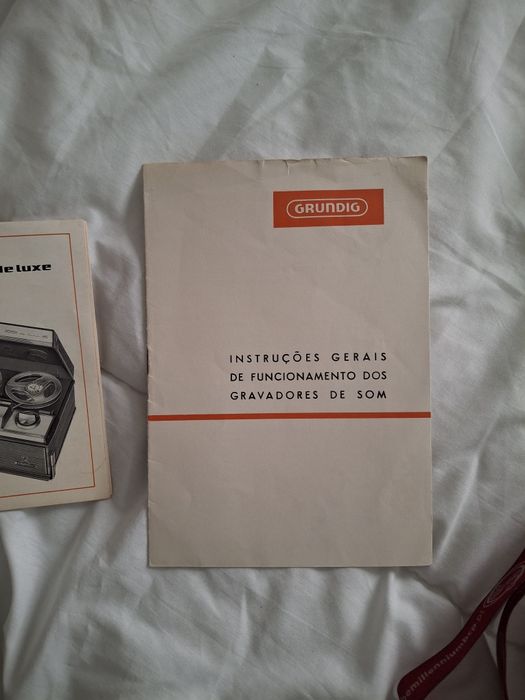 GRUNDIG
INSTRUÇÕES GERAIS
DE FUNCIONAMENTO DOS
GRAVADORES DE SOM
de luxe